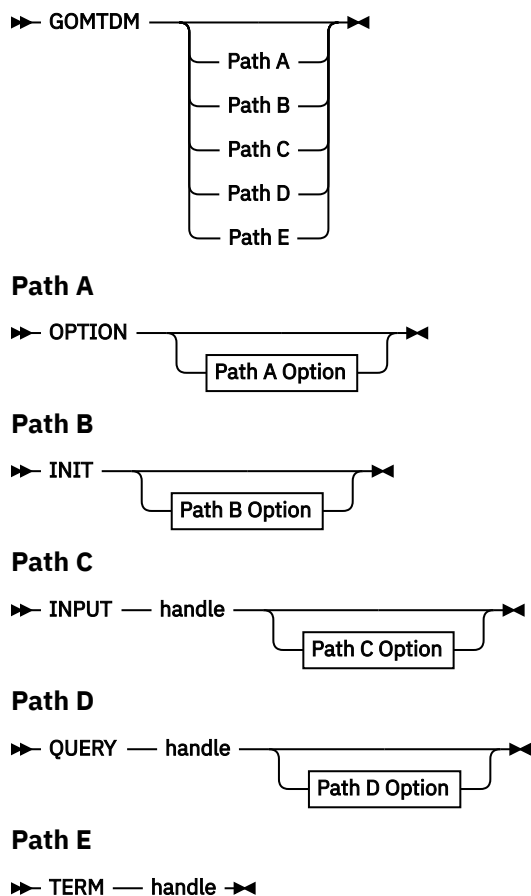 GOMTDM
Path A
Path B
Path C
Path D
Path E
Path A
OPTION
Path A Option
Path B
INIT
Path B Option
Path C
INPUT handle
Path C Option
Path D
QUERY handle
Path D Option
Path E
TERM handle